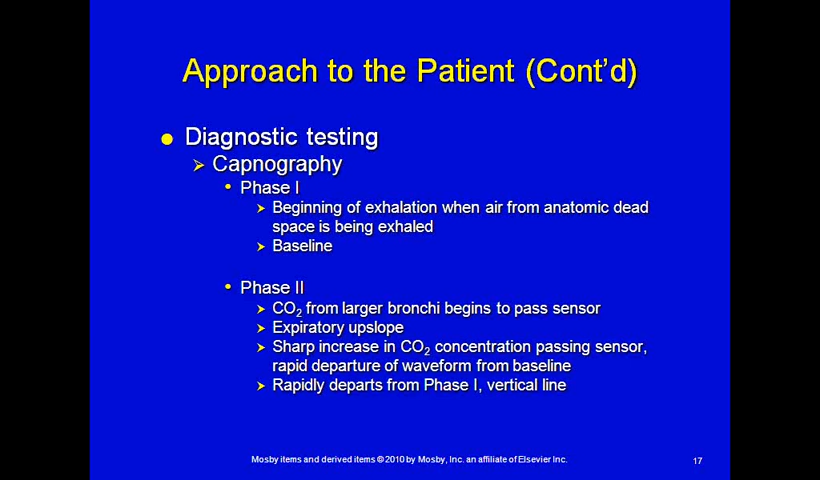 Approach to the Patient (Cont’d)
● Diagnostic testing
➢ Capnography
• Phase I
➢ Beginning of exhalation when air from anatomic dead
space is being exhaled
➢ Baseline
• Phase II
➢ CO₂ from larger bronchi begins to pass sensor
➢ Expiratory upslope
➢ Sharp increase in CO₂ concentration passing sensor,
rapid departure of waveform from baseline
➢ Rapidly departs from Phase I, vertical line
Mosby items and derived items © 2010 by Mosby, Inc. an affiliate of Elsevier Inc.
17